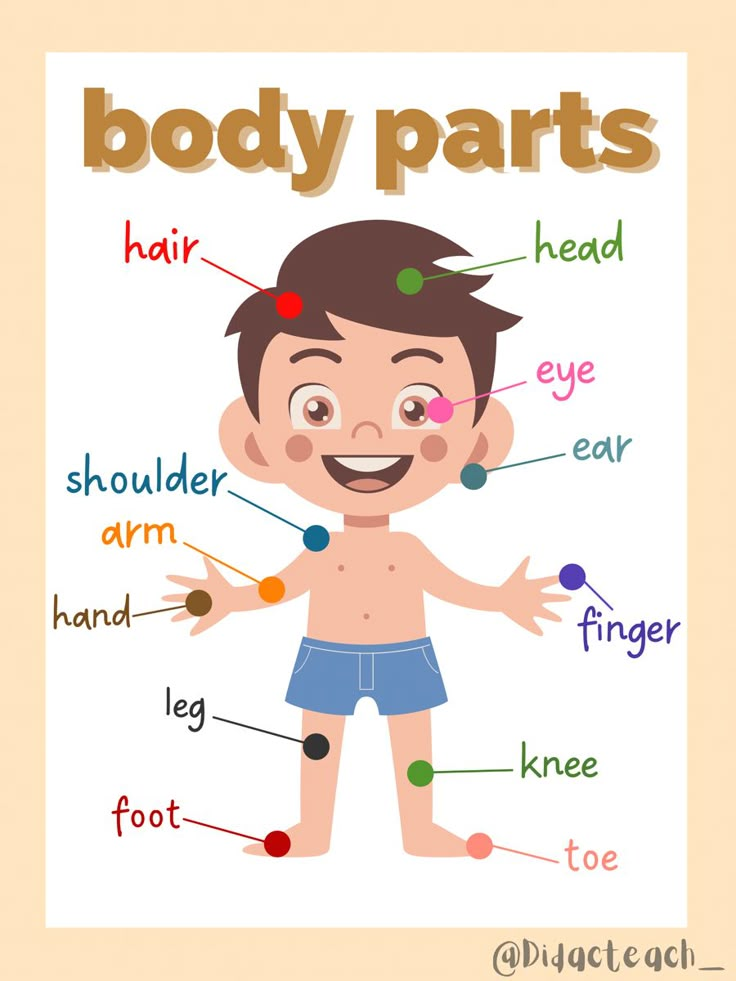 body parts
hair
head
eye
ear
shoulder
arm
hand
finger
leg
knee
foot
toe
@Didacteach_